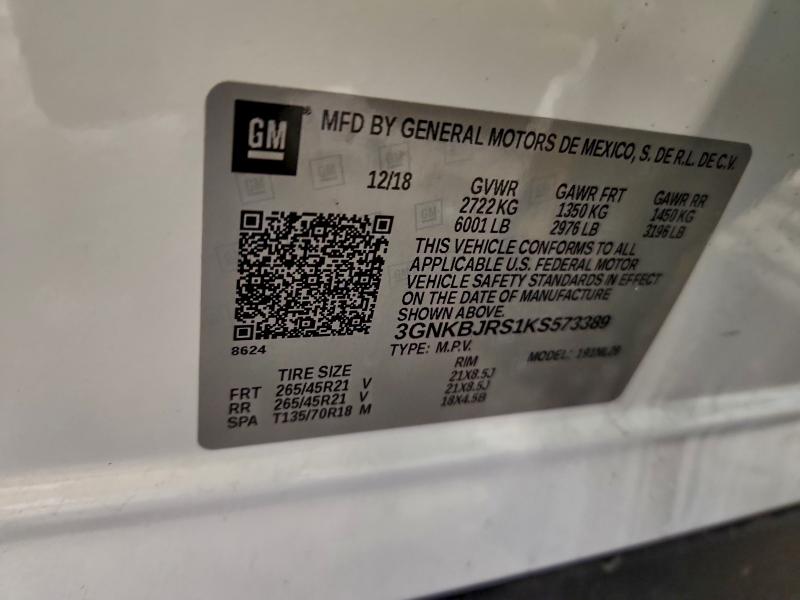 GM ® MFD BY GENERAL MOTORS DE MEXICO, S. DE R.L. DE C.V.
12/18 GVWR GAWR FRT GAWR RR
2722 KG 1350 KG 1450 KG
6001 LB 2976 LB 3196 LB
THIS VEHICLE CONFORMS TO ALL
APPLICABLE U.S. FEDERAL MOTOR
VEHICLE SAFETY STANDARDS IN EFFECT
ON THE DATE OF MANUFACTURE
SHOWN ABOVE.
3GNKBJRS1KS573389
8624
TYPE: M.P.V. MODEL:
TIRE SIZE RIM
FRT 265/45R21 V 21X8.5J
RR 265/45R21 V 21X8.5J
SPA T135/70R18 M 18X4.5B